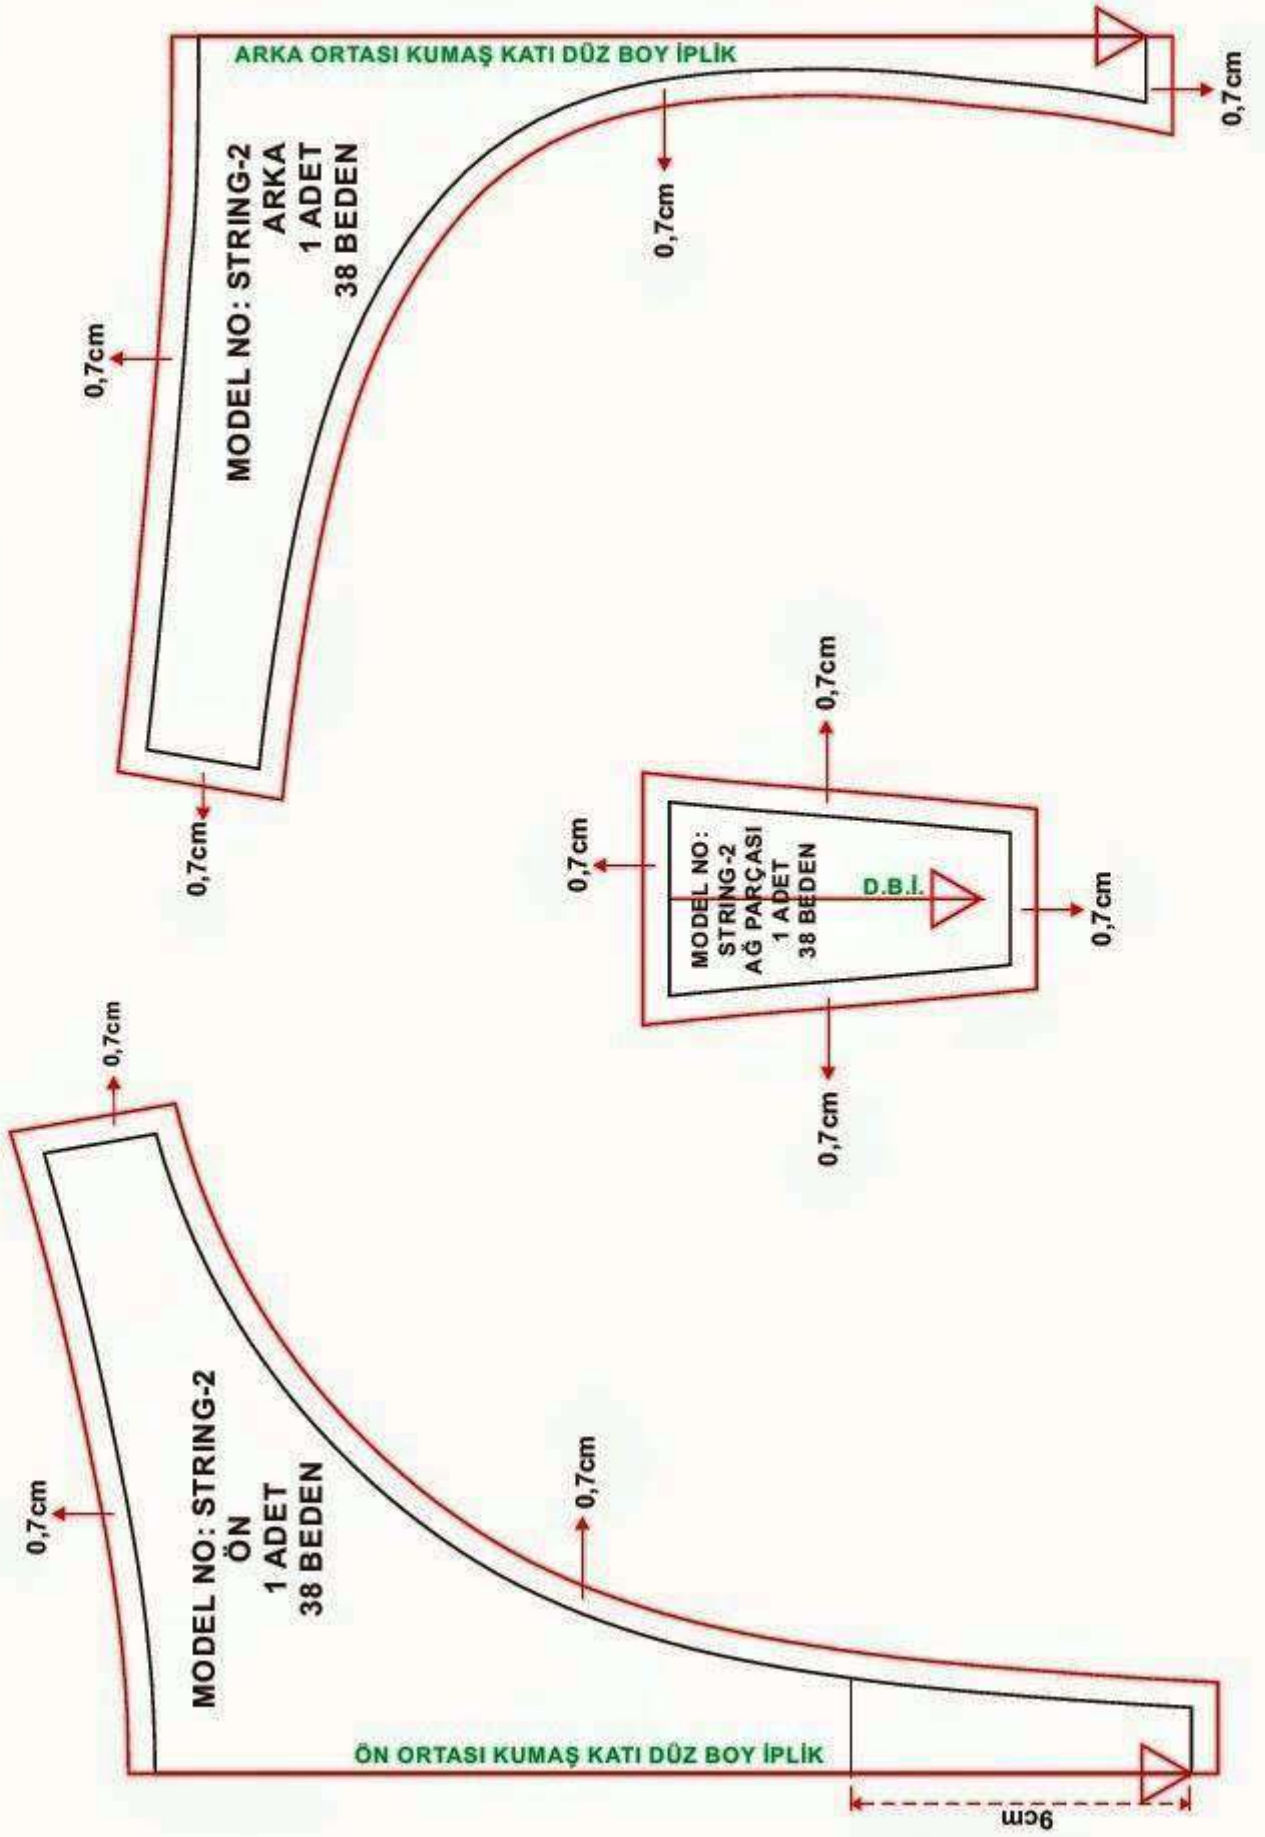 ARKA ORTASI KUMAŞ KATI DÜZ BOY İPLİK
MODEL NO: STRING-2
ARKA
1 ADET
38 BEDEN
0,7cm
0,7cm
0,7cm
0,7cm
MODEL NO:
STRING-2
AĞ PARÇASI
1 ADET
38 BEDEN
D.B.İ.
0,7cm
0,7cm
0,7cm
0,7cm
MODEL NO: STRING-2
ÖN
1 ADET
38 BEDEN
0,7cm
0,7cm
0,7cm
ÖN ORTASI KUMAŞ KATI DÜZ BOY İPLİK
9cm